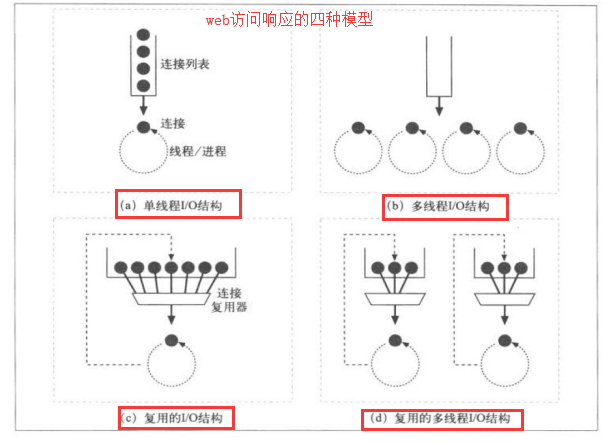 web访问响应的四种模型
连接列表
连接
线程/进程
(a) 单线程I/O结构
(b) 多线程I/O结构
连接
复用器
(c) 复用的I/O结构
(d) 复用的多线程I/O结构